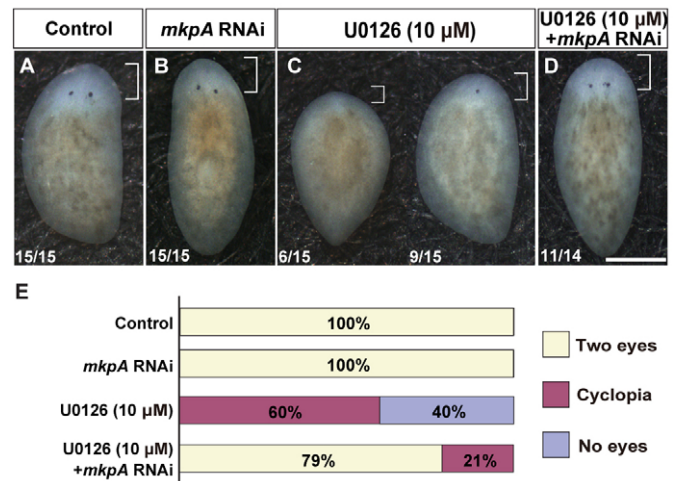 Control
mkpA RNAi
U0126 (10 µM)
U0126 (10 µM)
+mkpA RNAi
A
B
C
D
15/15
15/15
6/15
9/15
11/14
E
Control
100%
mkpA RNAi
100%
U0126 (10 µM)
60%
40%
U0126 (10 µM)
+mkpA RNAi
79%
21%
Two eyes
Cyclopia
No eyes